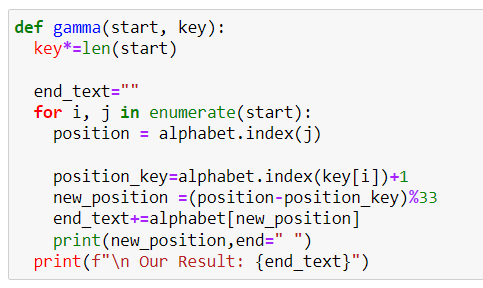 def gamma(start, key):
  key*=len(start)

  end_text=""
  for i, j in enumerate(start):
    position = alphabet.index(j)

    position_key=alphabet.index(key[i])+1
    new_position =(position-position_key)%33
    end_text+=alphabet[new_position]
    print(new_position,end=" ")
  print(f"\n Our Result: {end_text}")